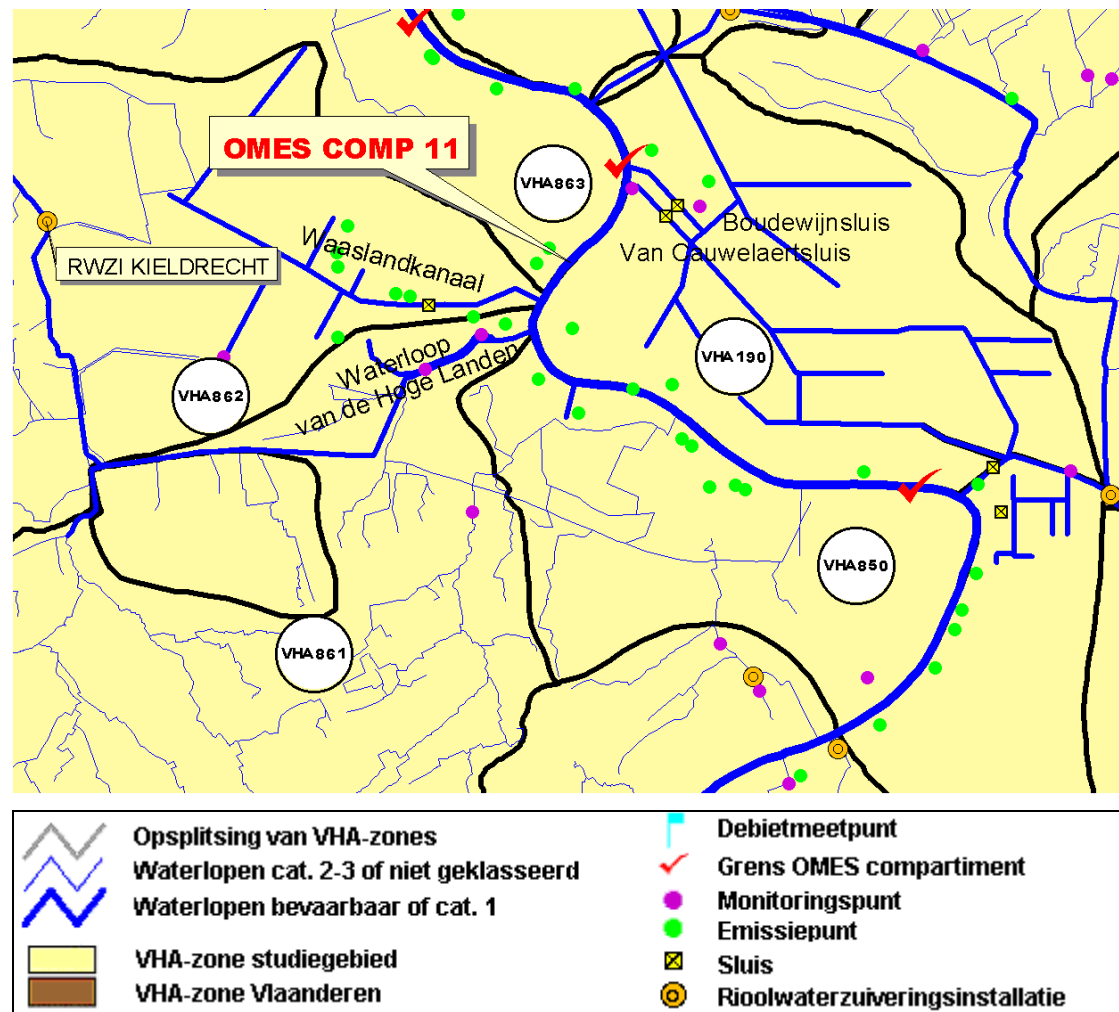 OMES COMP 11
VHA863
Boudewijnsluis
Van Cauwelaertsluis
RWZI KIELDRECHT
Waaslandkanaal
VHA190
Waterloop
van de Hoge Landen
VHA862
VHA850
VHA861
Opsplitsing van VHA-zones
Waterlopen cat. 2-3 of niet geklasseerd
Waterlopen bevaarbaar of cat. 1
VHA-zone studiegebied
VHA-zone Vlaanderen
Debietmeetpunt
Grens OMES compartiment
Monitoringspunt
Emissiepunt
Sluis
Rioolwaterzuiveringsinstallatie